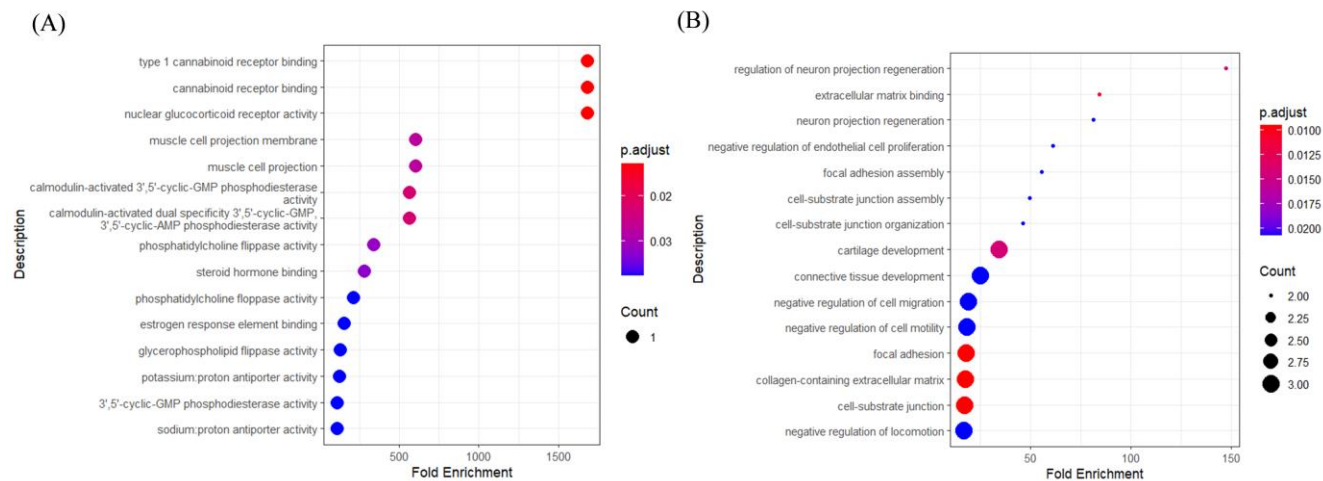 (A)
type 1 cannabinoid receptor binding
cannabinoid receptor binding
nuclear glucocorticoid receptor activity
muscle cell projection membrane
muscle cell projection
calmodulin-activated 3',5'-cyclic-GMP phosphodiesterase
activity
calmodulin-activated dual specificity 3',5'-cyclic-GMP,
3',5'-cyclic-AMP phosphodiesterase activity
phosphatidylcholine flippase activity
steroid hormone binding
phosphatidylcholine floppase activity
estrogen response element binding
glycerophospholipid flippase activity
potassium:proton antiporter activity
3',5'-cyclic-GMP phosphodiesterase activity
sodium:proton antiporter activity
Description
500
1000
1500
Fold Enrichment
p.adjust
0.02
0.03
Count
1
(B)
regulation of neuron projection regeneration
extracellular matrix binding
neuron projection regeneration
negative regulation of endothelial cell proliferation
focal adhesion assembly
cell-substrate junction assembly
cell-substrate junction organization
cartilage development
connective tissue development
negative regulation of cell migration
negative regulation of cell motility
focal adhesion
collagen-containing extracellular matrix
cell-substrate junction
negative regulation of locomotion
Description
50
100
150
Fold Enrichment
p.adjust
0.0100
0.0125
0.0150
0.0175
0.0200
Count
2.00
2.25
2.50
2.75
3.00